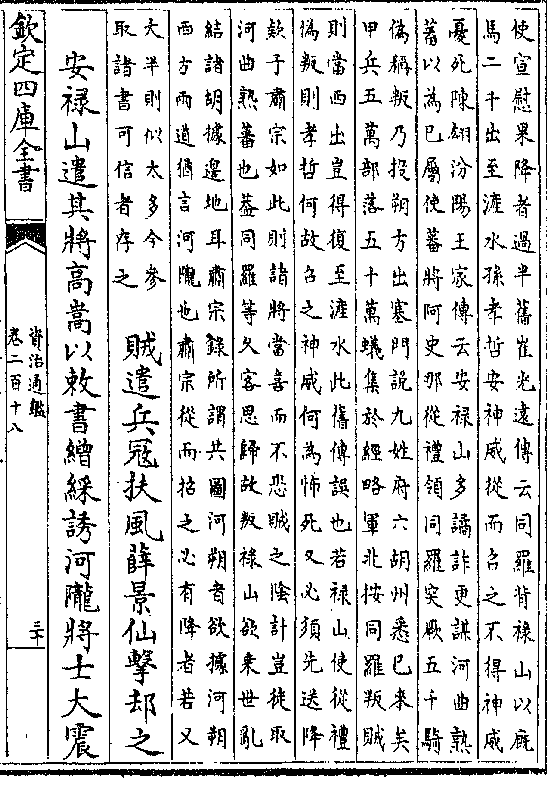 使宣慰果降者過半舊崔光遠傳云同羅背祿山以廐
馬二千出至滻水孫孝哲安神威從而召之不得神威
憂死陳翃汾陽王家傳云安祿山多譎詐更謀河曲熟
蕃以為巳屬使蕃將阿史那從禮領同羅突厥五千騎
偽稱叛乃投朔方出塞門說九姓府六胡州悉巳來矣
甲兵五萬部落五十萬蟻集於經略軍北按同羅叛賊
則當西出豈得復至滻水此舊傳誤也若祿山使從禮
偽叛則孝哲何故召之神威何為怖死又必須先送降
欵于肅宗如此則諸將當喜而不恐賊之陰計豈徒取
河曲熟蕃也葢同羅等久客思歸故叛祿山欲乘世亂
結諸胡據邊地耳肅宗錄所謂共圖河朔者欲據河朔
西方兩道猶言河隴也肅宗從而招之必有降者若又
大半則似太多今參
取諸書可信者存之
賊遣兵冦扶風薛景仙擊却之
安禄山遣其將高嵩以敕書繒綵誘河隴將士大震
欽定四庫全書
資治通鑑
卷二百十八
三十